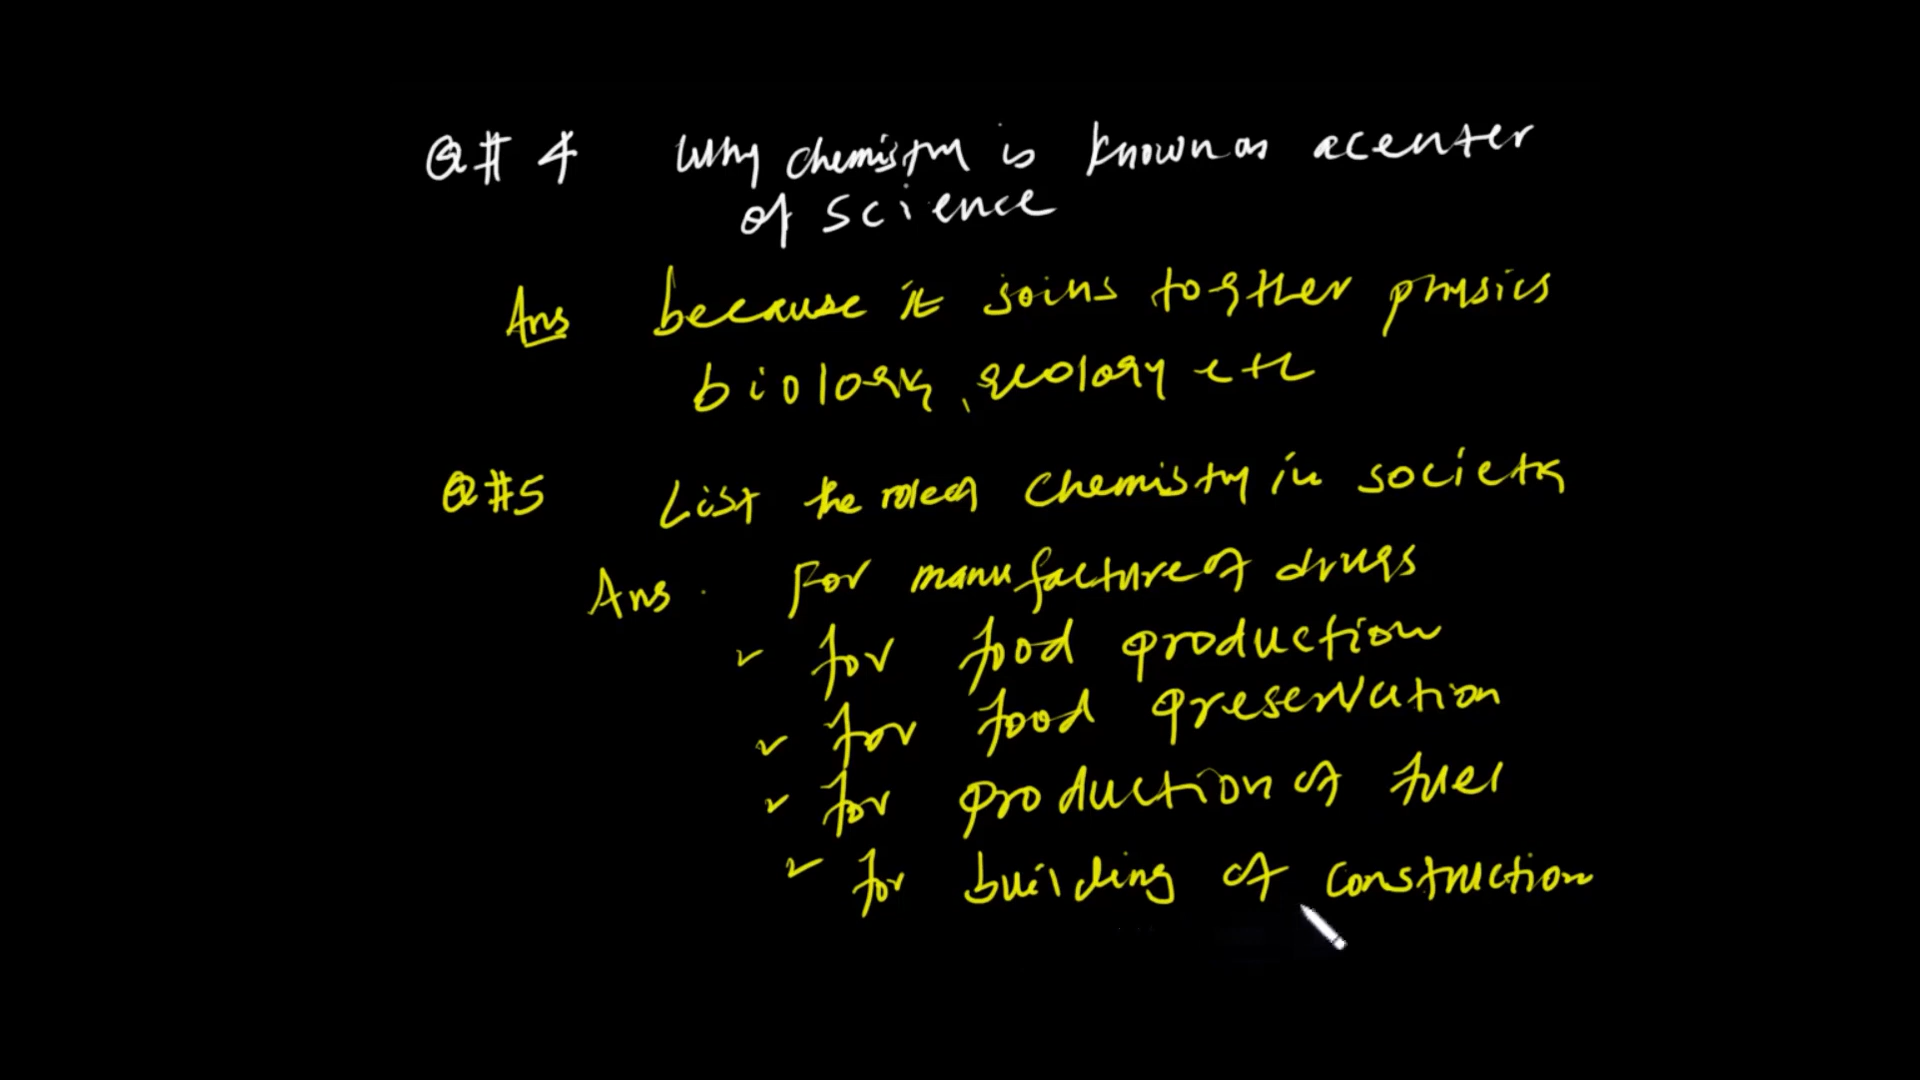 Q# 4 Why chemistry is known as a center
of science
Ans because it joins togther physics
biology, geology etc
Q#5 List the role of chemistry in society
Ans. For manufacture of drugs
✓ for food production
✓ for food preservation
✓ for production of fuel
✓ for building of construction